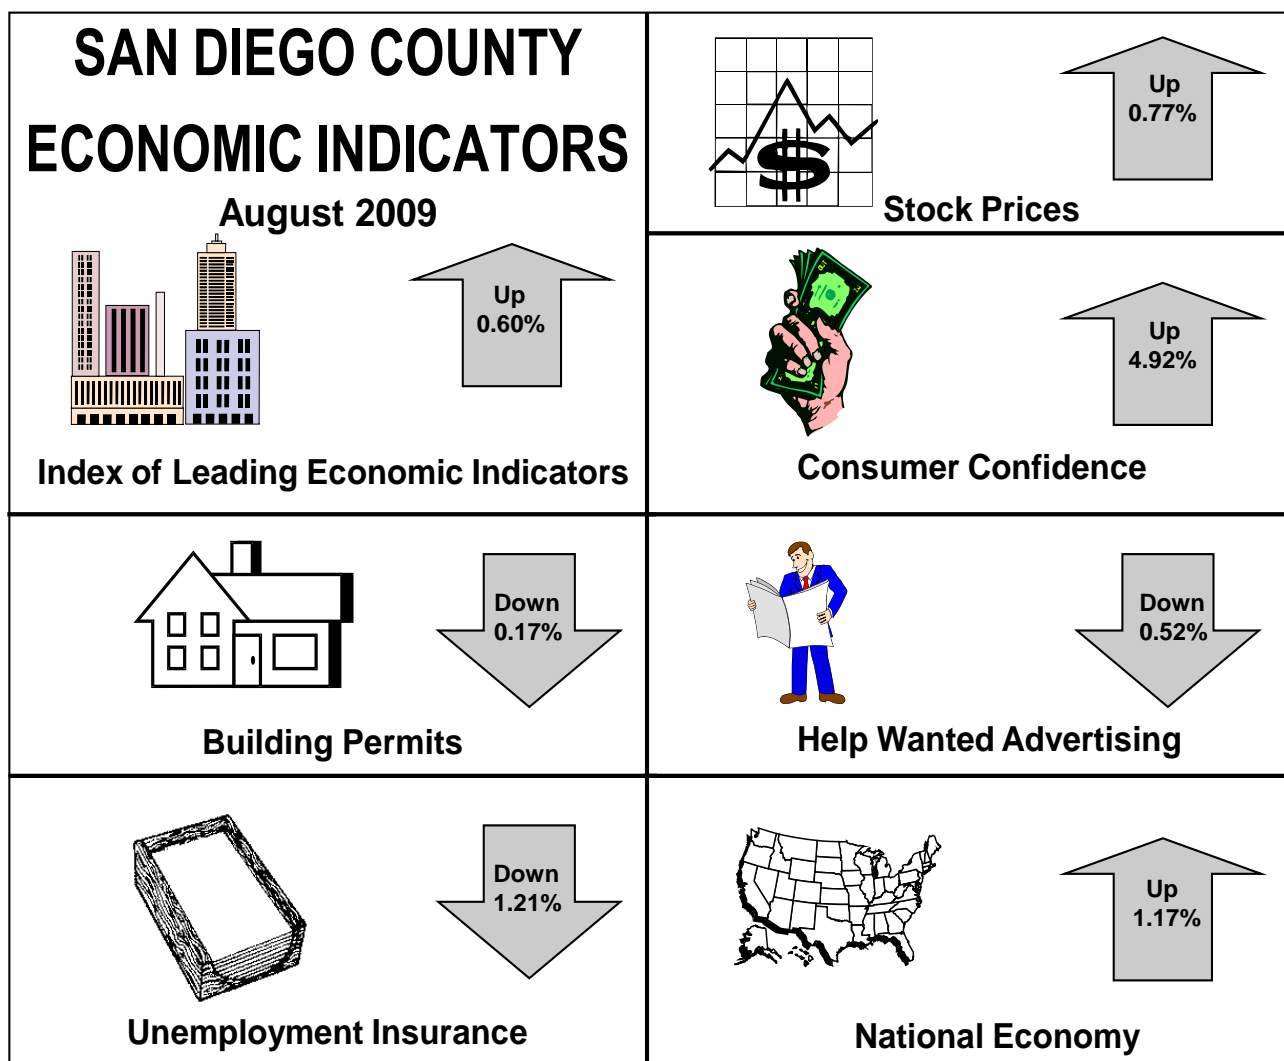 SAN DIEGO COUNTY
ECONOMIC INDICATORS
August 2009
Up
0.60%
Index of Leading Economic Indicators
Up
0.77%
$
Stock Prices
Up
4.92%
Consumer Confidence
Down
0.17%
Building Permits
Down
0.52%
Help Wanted Advertising
Down
1.21%
Unemployment Insurance
Up
1.17%
National Economy